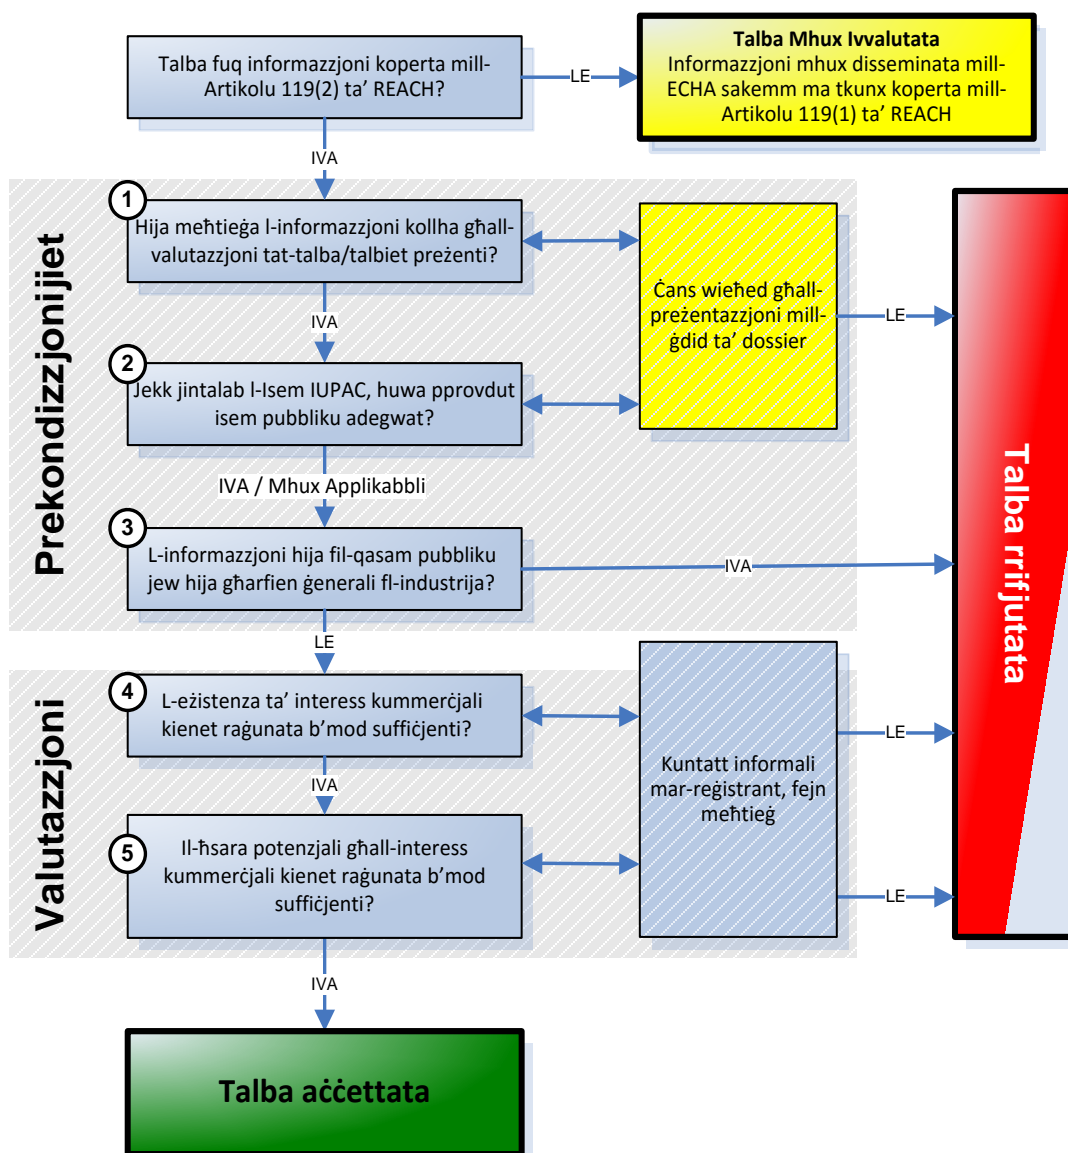 Talba fuq informazzjoni koperta mill-
Artikolu 119(2) ta’ REACH?
LE
Talba Mhux Ivvalutata
Informazzjoni mhux disseminata mill-
ECHA sakemm ma tkunx koperta mill-
Artikolu 119(1) ta’ REACH
IVA
Prekondizzjonijiet
1
Hija meħtieġa l-informazzjoni kollha għall-
valutazzjoni tat-talba/talbiet preżenti?
IVA
Ċans wieħed għall-
preżentazzjoni mill-
ġdid ta’ dossier
LE
2
Jekk jintalab l-Isem IUPAC, huwa pprovdut
isem pubbliku adegwat?
IVA / Mhux Applikabbli
3
L-informazzjoni hija fil-qasam pubbliku
jew hija għarfien ġenerali fl-industrija?
IVA
Talba rrifjutata
LE
Valutazzjoni
4
L-eżistenza ta’ interess kummerċjali
kienet raġunata b’mod suffiċjenti?
IVA
Kuntatt informali
mar-reġistrant, fejn
meħtieġ
LE
LE
5
Il-ħsara potenzjali għall-interess
kummerċjali kienet raġunata b’mod
suffiċjenti?
IVA
Talba aċċettata